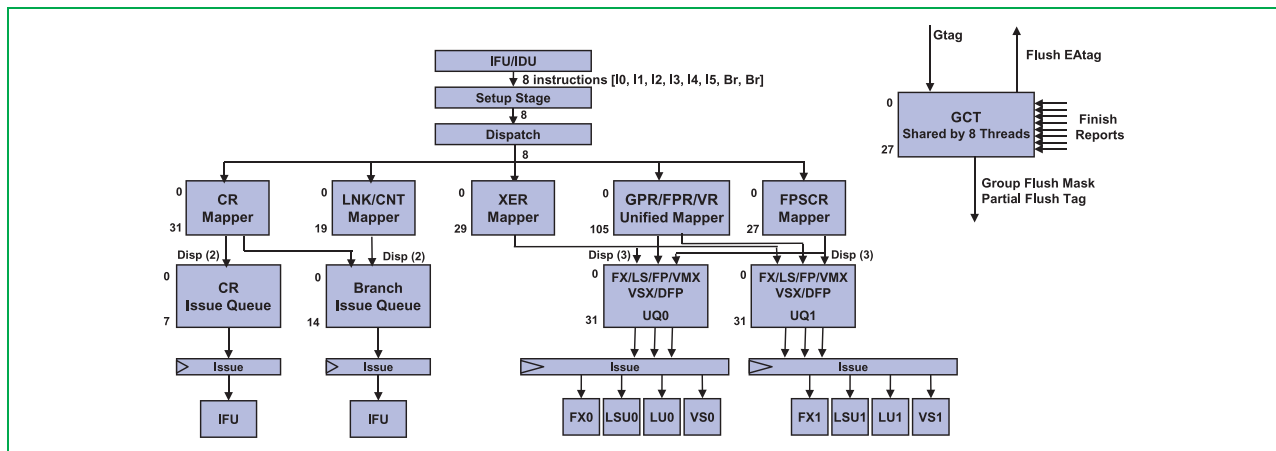 IFU/IDU
8 instructions [I0, I1, I2, I3, I4, I5, Br, Br]
Setup Stage
8
Dispatch
8
Gtag
Flush EAtag
0
GCT
Shared by 8 Threads
27
Finish
Reports
Group Flush Mask
Partial Flush Tag
0
CR
Mapper
31
0
LNK/CNT
Mapper
19
0
XER
Mapper
29
0
GPR/FPR/VR
Unified Mapper
105
0
FPSCR
Mapper
27
Disp (2)
Disp (2)
Disp (3)
Disp (3)
0
CR
Issue Queue
7
0
Branch
Issue Queue
14
0
FX/LS/FP/VMX
VSX/DFP
UQ0
31
0
FX/LS/FP/VMX
VSX/DFP
UQ1
31
Issue
Issue
Issue
Issue
IFU
IFU
FX0
LSU0
LU0
VS0
FX1
LSU1
LU1
VS1